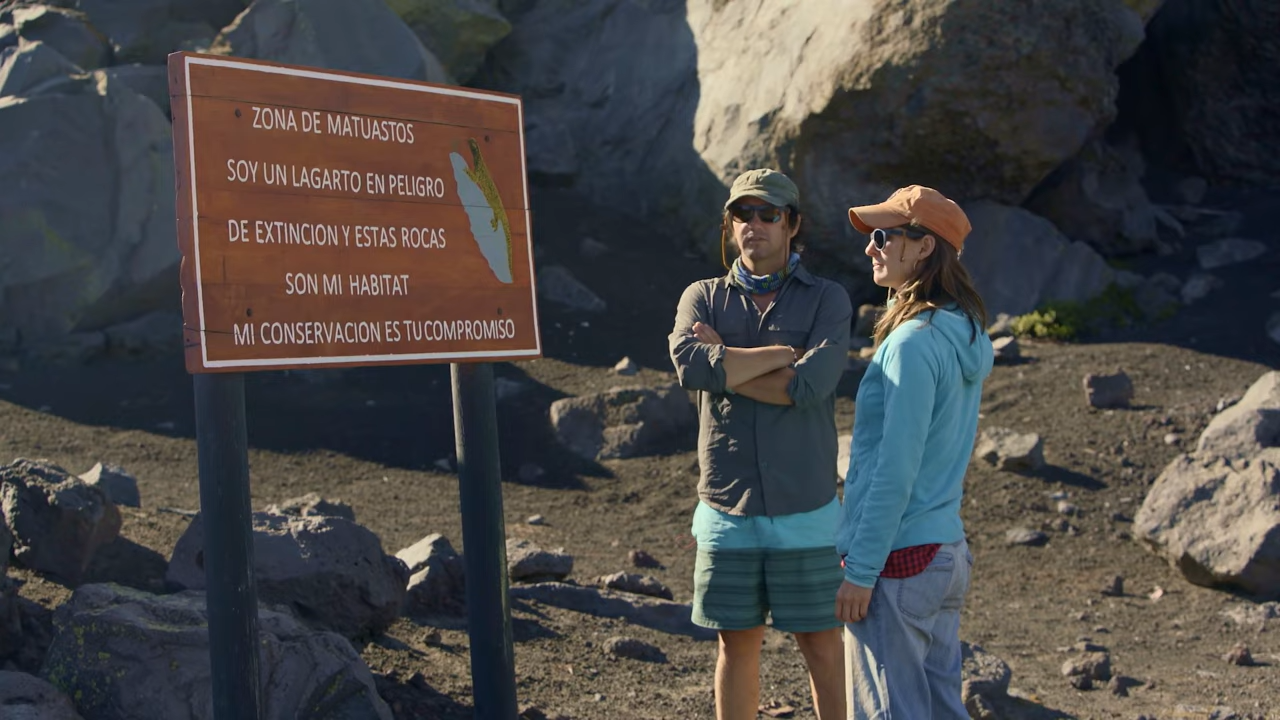 ZONA DE MATUASTOS
SOY UN LAGARTO EN PELIGRO
DE EXTINCION Y ESTAS ROCAS
SON MI HABITAT
MI CONSERVACION ES TU COMPROMISO